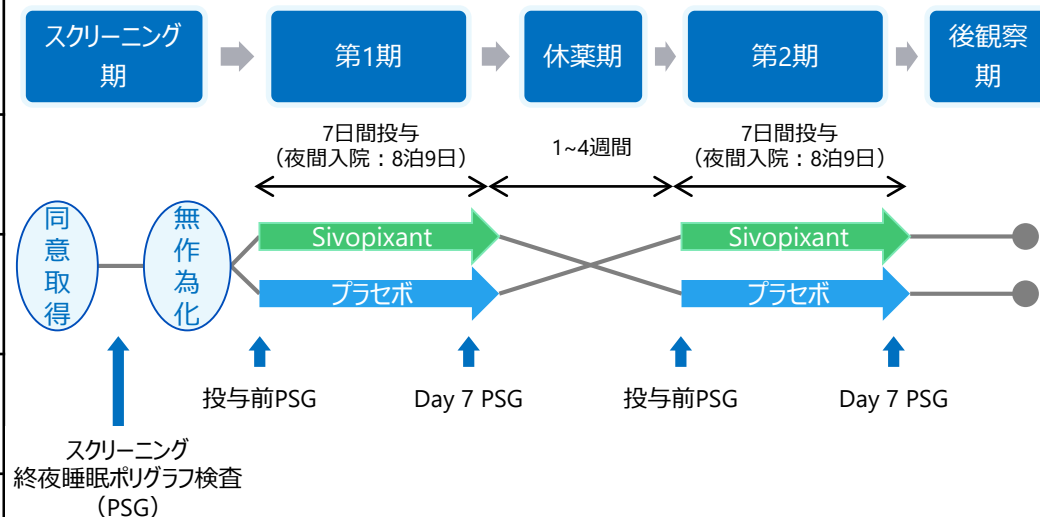 スクリーニング
期
第1期
休薬期
第2期
後観察
期
7日間投与
（夜間入院：8泊9日）
1~4週間
7日間投与
（夜間入院：8泊9日）
同
意
取
得
無
作
為
化
Sivopixant
Sivopixant
プラセボ
プラセボ
投与前PSG
Day 7 PSG
投与前PSG
Day 7 PSG
スクリーニング
終夜睡眠ポリグラフ検査
（PSG）